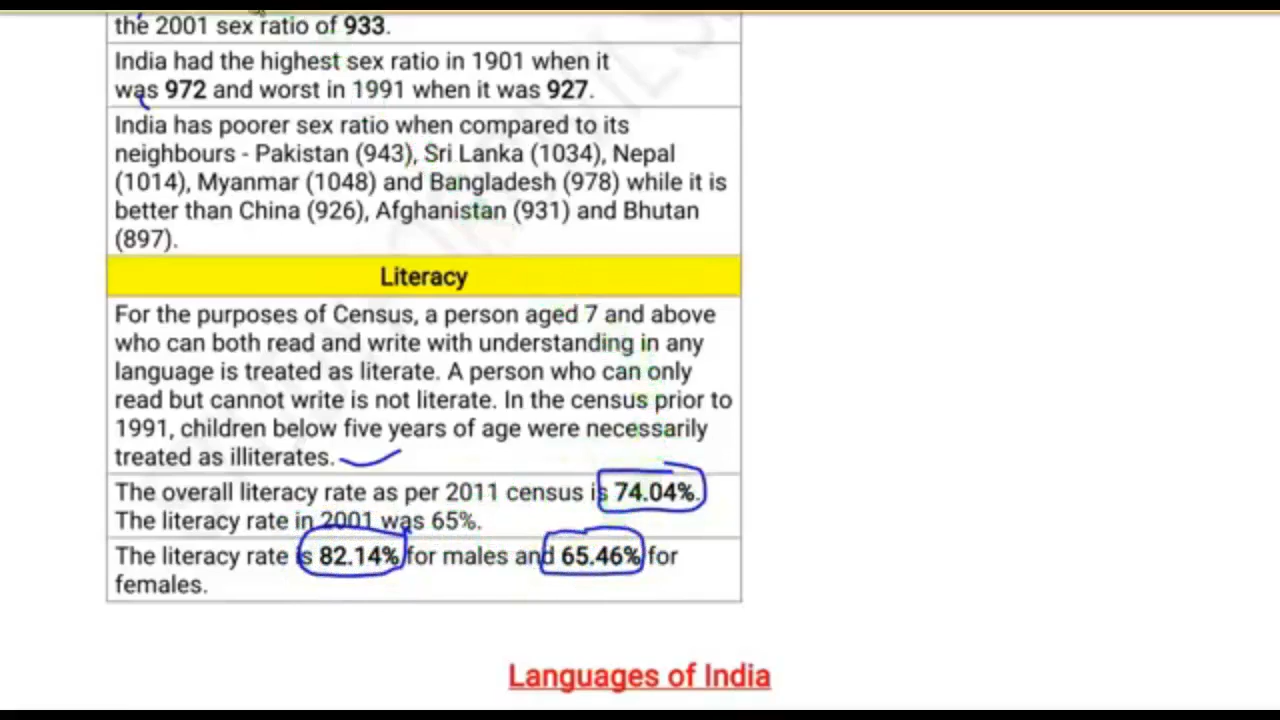 the 2001 sex ratio of 933.
India had the highest sex ratio in 1901 when it
was 972 and worst in 1991 when it was 927.
India has poorer sex ratio when compared to its
neighbours - Pakistan (943), Sri Lanka (1034), Nepal
(1014), Myanmar (1048) and Bangladesh (978) while it is
better than China (926), Afghanistan (931) and Bhutan
(897).
Literacy
For the purposes of Census, a person aged 7 and above
who can both read and write with understanding in any
language is treated as literate. A person who can only
read but cannot write is not literate. In the census prior to
1991, children below five years of age were necessarily
treated as illiterates.
The overall literacy rate as per 2011 census is 74.04%.
The literacy rate in 2001 was 65%.
The literacy rate is 82.14% for males and 65.46% for
females.
Languages of India